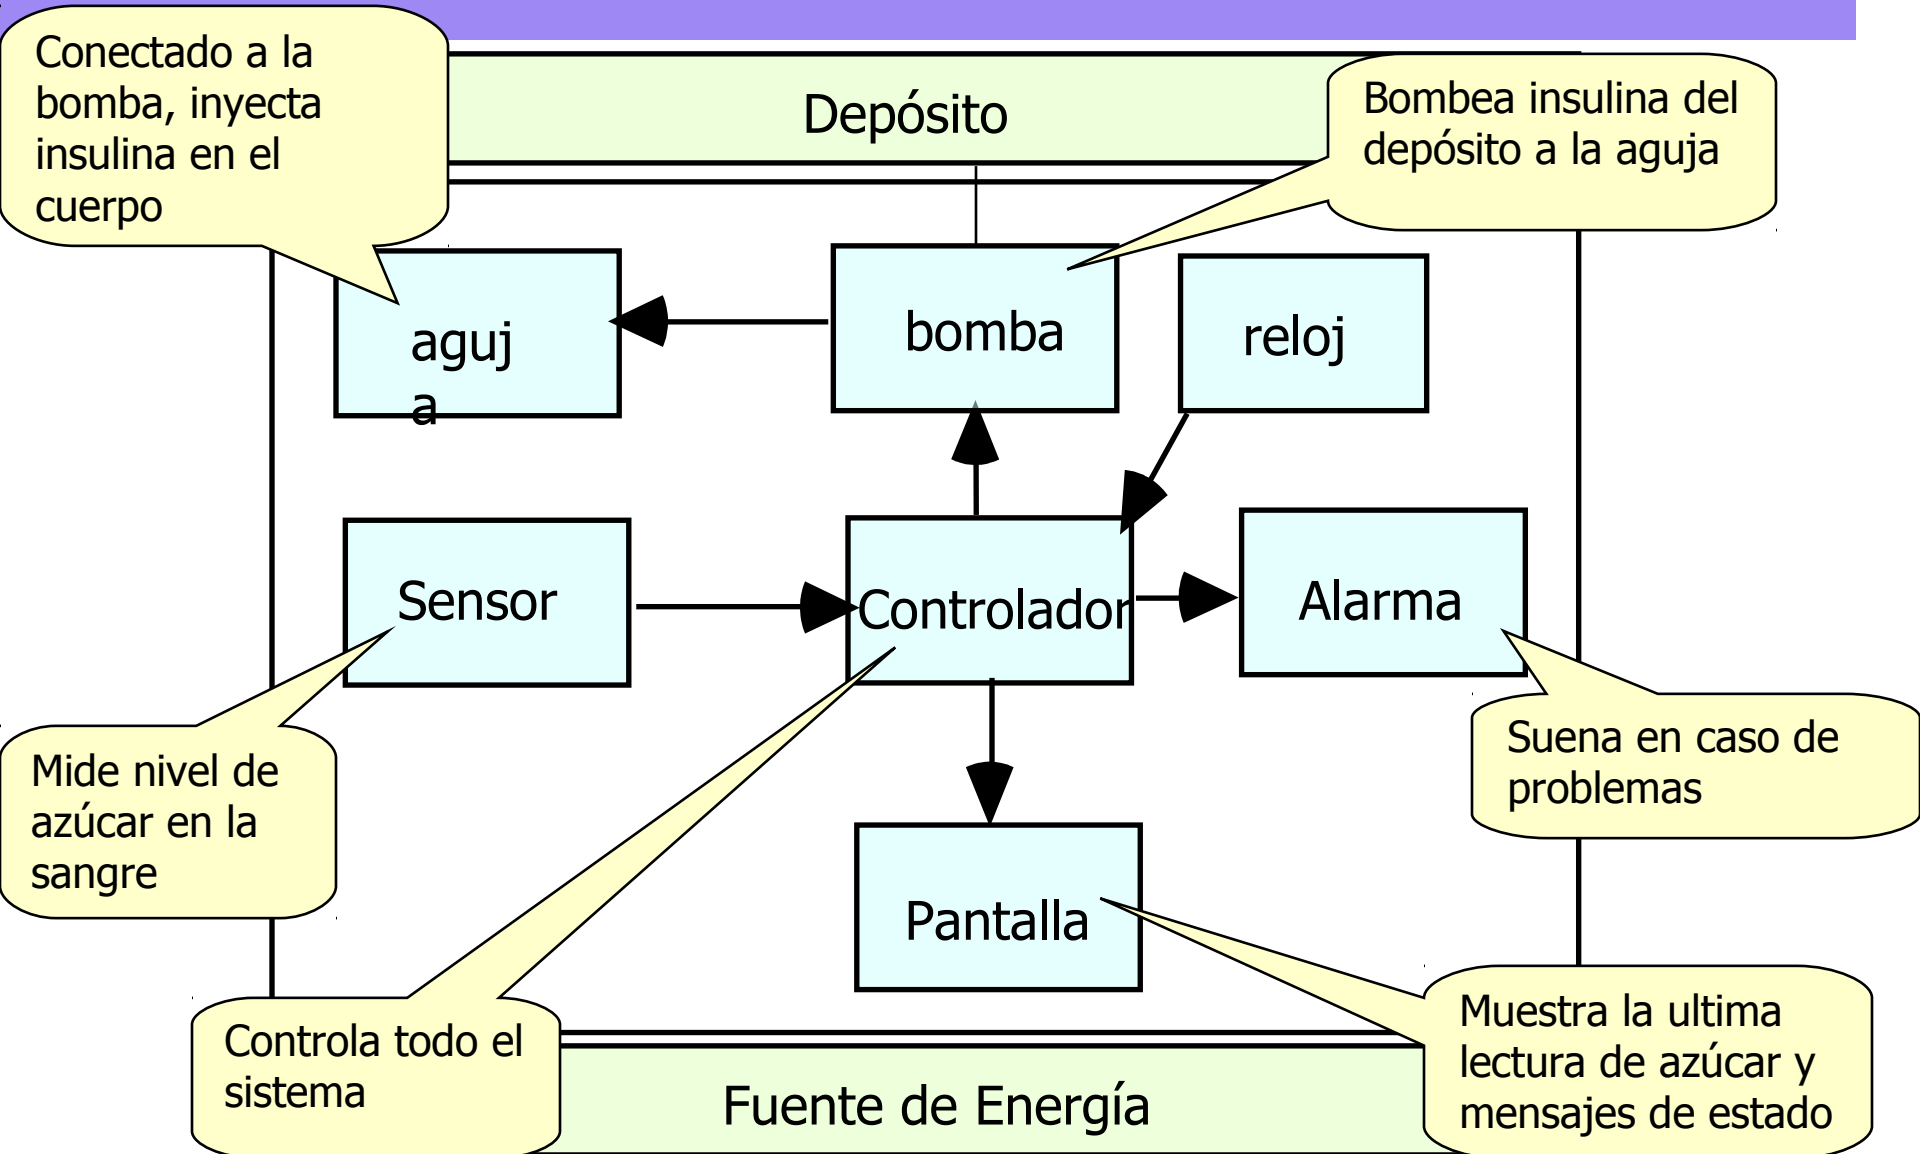 Conectado a la
bomba, inyecta
insulina en el
cuerpo
Depósito
Bombea insulina del
depósito a la aguja
aguj
a
bomba
reloj
Sensor
Controlador
Alarma
Mide nivel de
azúcar en la
sangre
Suena en caso de
problemas
Pantalla
Controla todo el
sistema
Fuente de Energía
Muestra la ultima
lectura de azúcar y
mensajes de estado